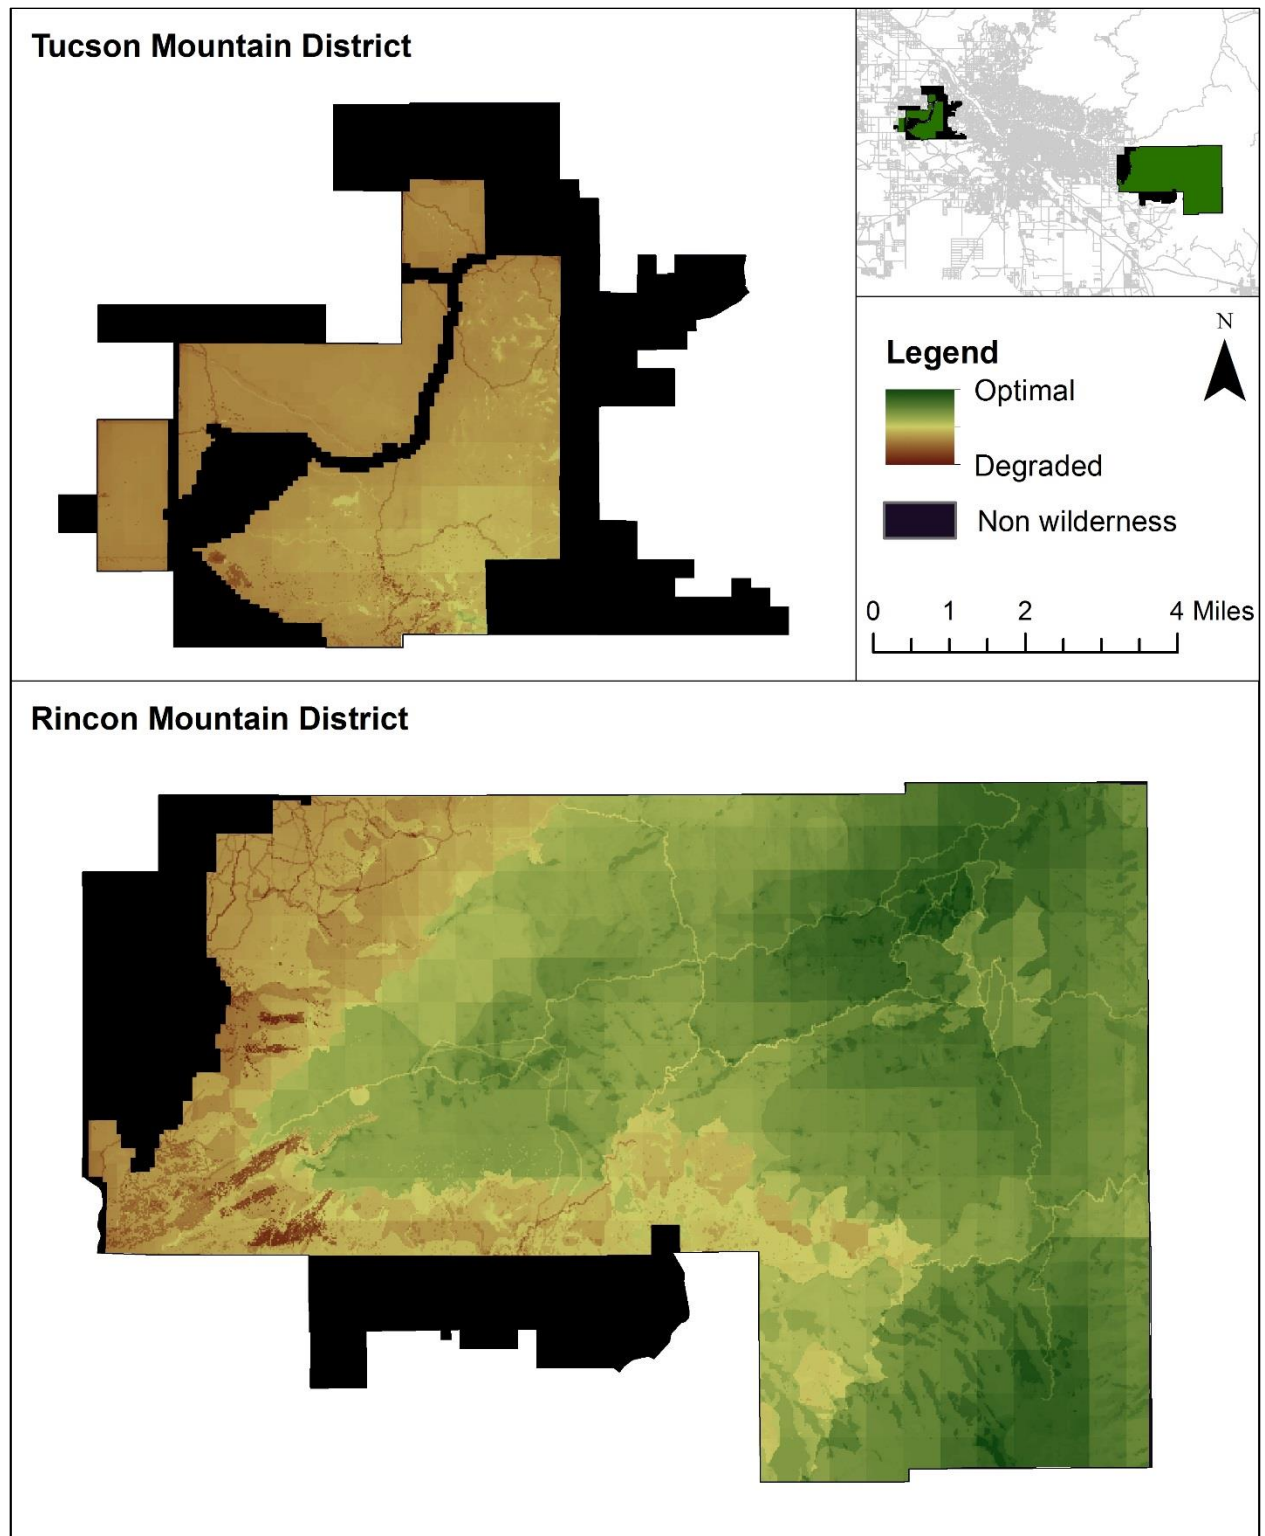 Tucson Mountain District
N
Legend
Optimal
Degraded
Non wilderness
0 1 2 4 Miles
Rincon Mountain District